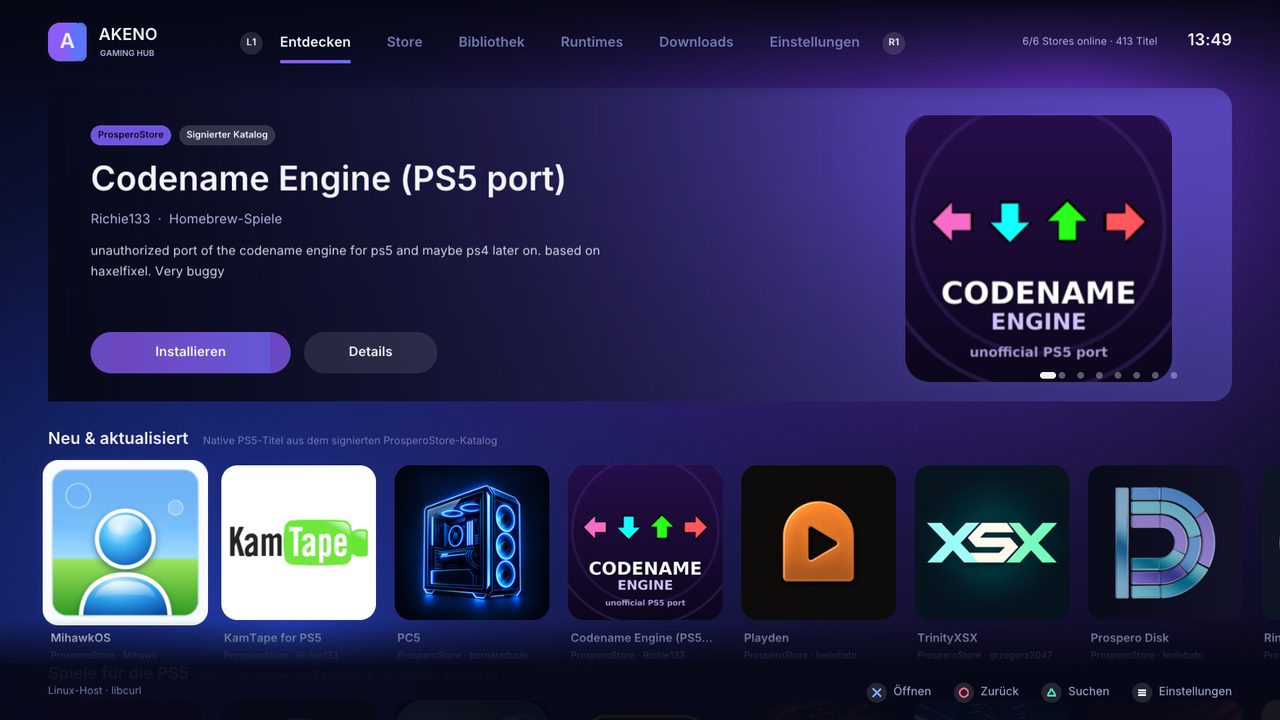 A
AKENO
GAMING HUB
L1
Entdecken
Store
Bibliothek
Runtimes
Downloads
Einstellungen
R1
6/6 Stores online · 413 Titel
13:49
ProsperoStore
Signierter Katalog
Codename Engine (PS5 port)
Richie133 · Homebrew-Spiele
unauthorized port of the codename engine for ps5 and maybe ps4 later on. based on
haxelfixel. Very buggy
Installieren
Details
CODENAME
ENGINE
unofficial PS5 port
Neu & aktualisiert
Native PS5-Titel aus dem signierten ProsperoStore-Katalog
KamTape
CODENAME
ENGINE
unofficial PS5 port
XSX
MihawkOS
KamTape for PS5
PC5
Codename Engine (PS5...
Playden
TrinityXSX
Prospero Disk
ProsperoStore · Mihawk
ProsperoStore · Richie133
ProsperoStore · bornaradusin
ProsperoStore · Richie133
ProsperoStore · leolobato
ProsperoStore · grzegorz2047
ProsperoStore · leolobato
Spiele für die PS5
Linux-Host · libcurl
Öffnen
Zurück
Suchen
Einstellungen